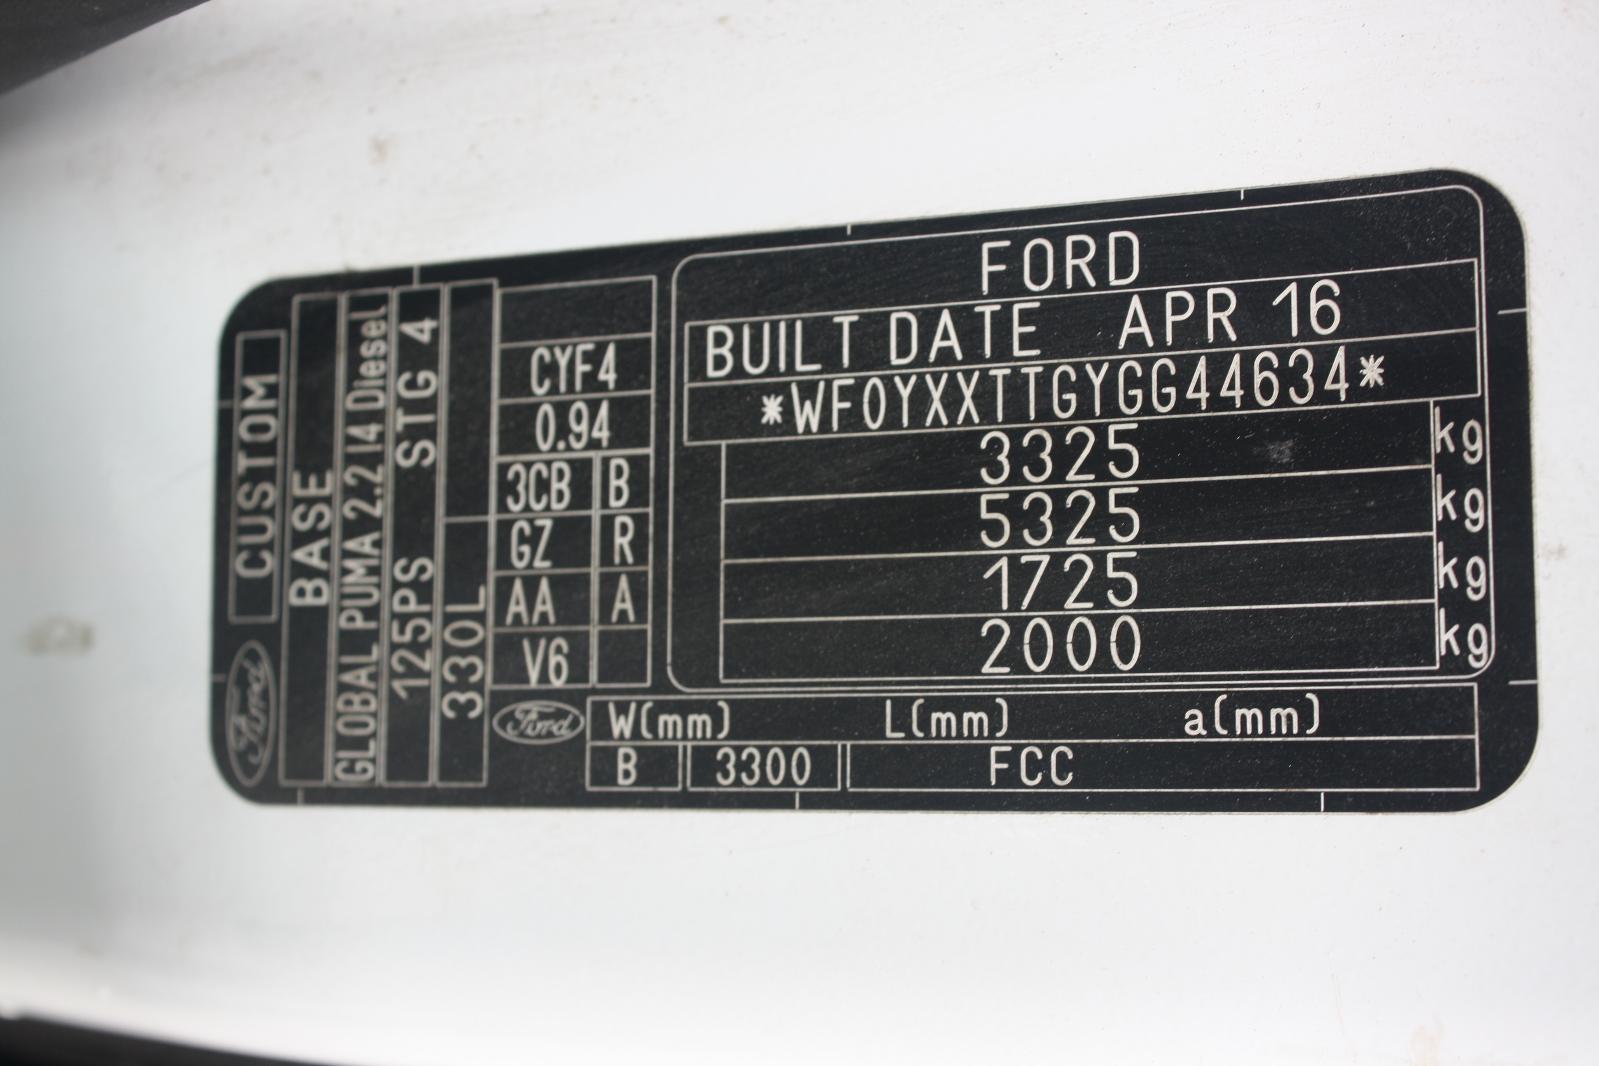 CUSTOM
Ford
BASE
GLOBAL PUMA 2.2 I4 Diesel
125PS STG 4
330L
CYF4
0.94
3CB B
GZ R
AA A
V6
FORD
BUILT DATE APR 16
*WF0YXXTTGYGG44634*
3325 kg
5325 kg
1725 kg
2000 kg
Ford
W(mm) L(mm) a(mm)
B 3300 FCC